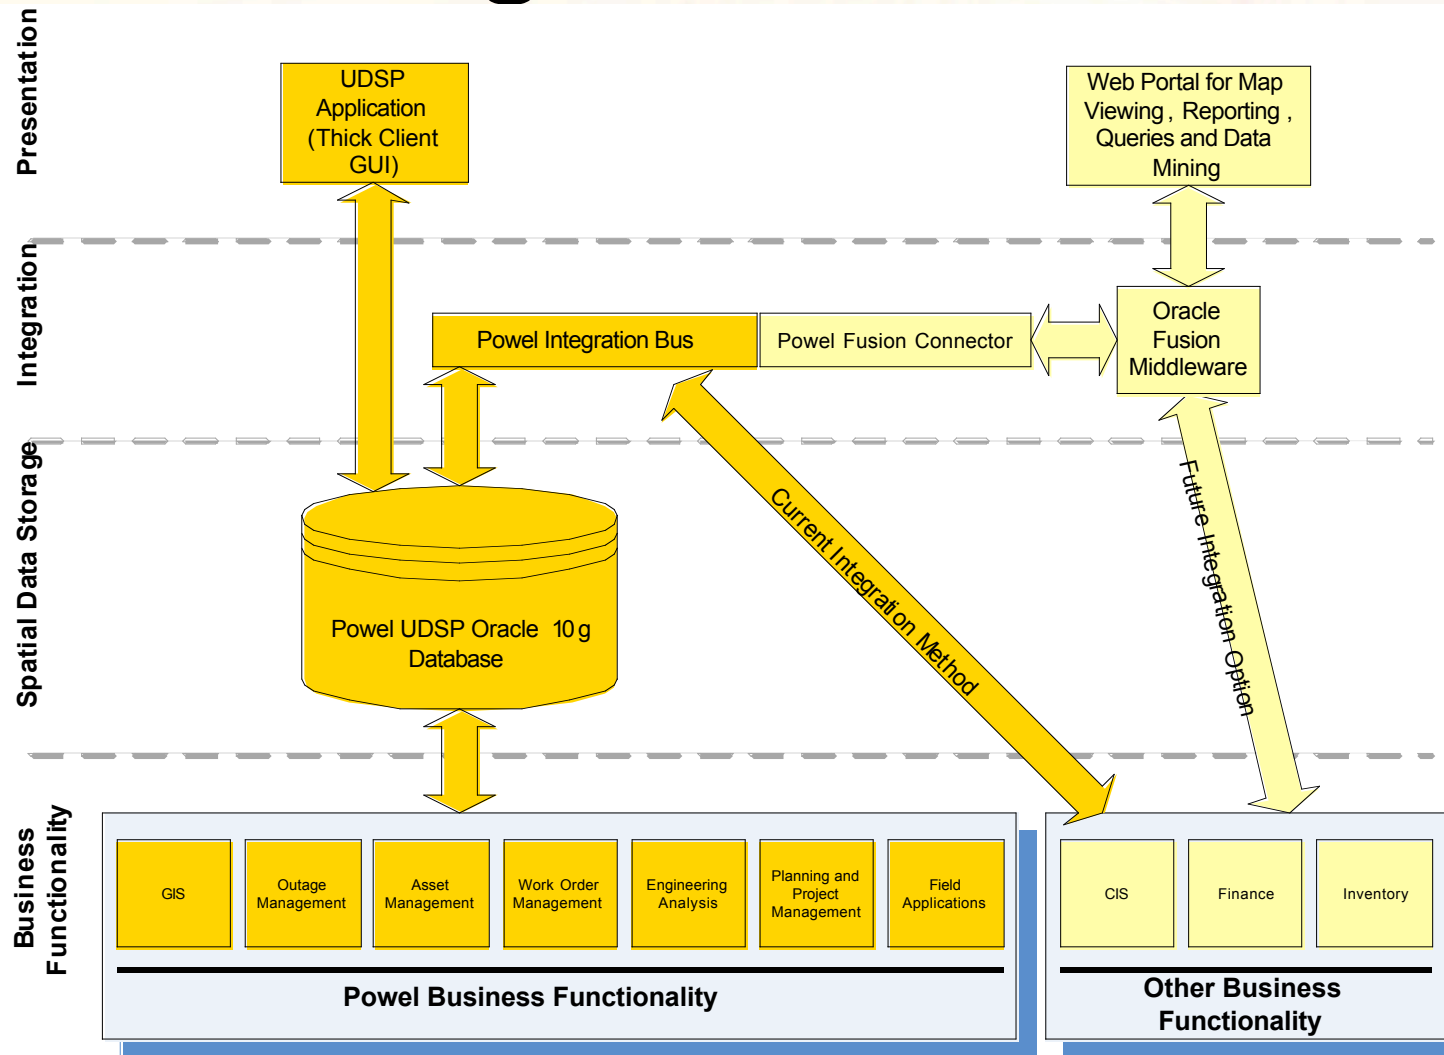 Presentation
UDSP
Application
(Thick Client
GUI)
Web Portal for Map
Viewing , Reporting ,
Queries and Data
Mining
Integration
Powel Integration Bus
Powel Fusion Connector
Oracle
Fusion
Middleware
Spatial Data Storage
Powel UDSP Oracle 10g
Database
Current Integration Method
Future Integration Option
Business
Functionality
GIS
Outage
Management
Asset
Management
Work Order
Management
Engineering
Analysis
Planning and
Project
Management
Field
Applications
Powel Business Functionality
CIS
Finance
Inventory
Other Business
Functionality